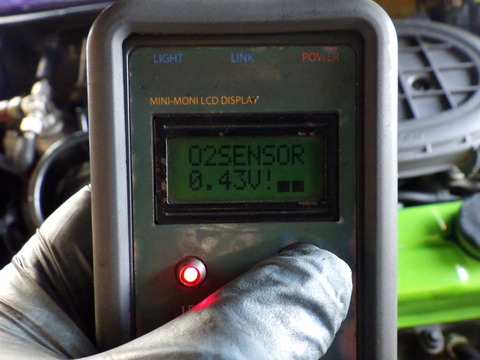 LIGHT LINK POWER
MINI-MONI LCD DISPLAY
O2SENSOR
0.43V!